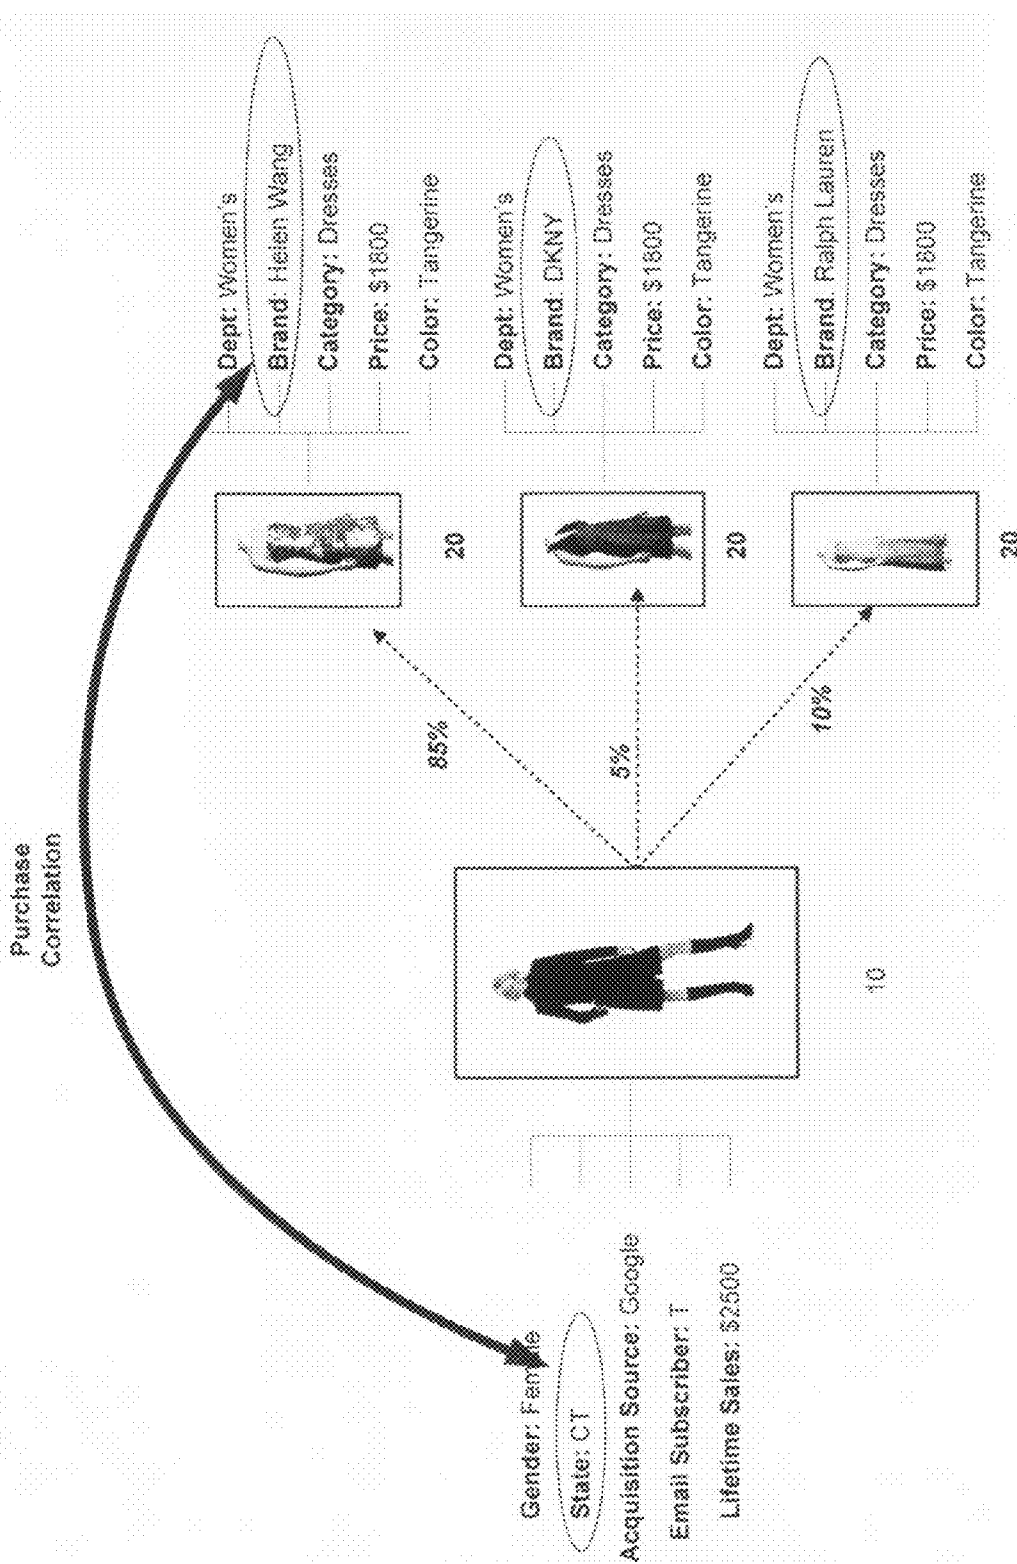 Purchase
Correlation
Gender: Female
State: CT
Acquisition Source: Google
Email Subscriber: T
Lifetime Sales: $2500
10
85%
5%
10%
20
Dept: Women's
Brand: Helen Wang
Category: Dresses
Price: $1800
Color: Tangerine
20
Dept: Women's
Brand: DKNY
Category: Dresses
Price: $1800
Color: Tangerine
20
Dept: Women's
Brand: Ralph Lauren
Category: Dresses
Price: $1800
Color: Tangerine